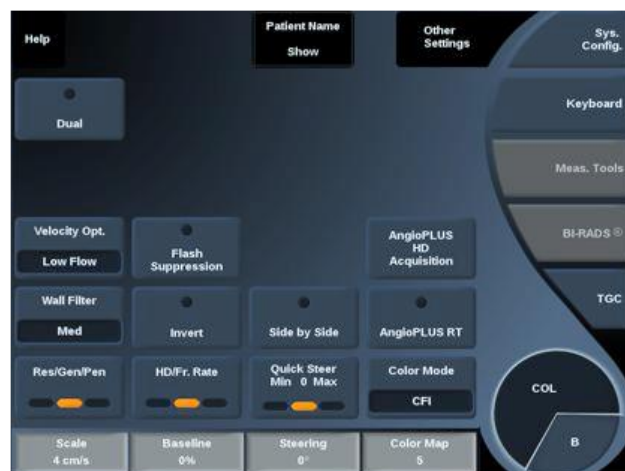 Help
Patient Name
Show
Other
Settings
Sys.
Config.
Dual
Keyboard
Meas. Tools
Velocity Opt.
Low Flow
Flash
Suppression
AngioPLUS
HD
Acquisition
BI-RADS ®
Wall Filter
Med
Invert
Side by Side
AngioPLUS RT
TGC
Res/Gen/Pen
HD/Fr. Rate
Quick Steer
Min 0 Max
Color Mode
CFI
COL
B
Scale
4 cm/s
Baseline
0%
Steering
0°
Color Map
5